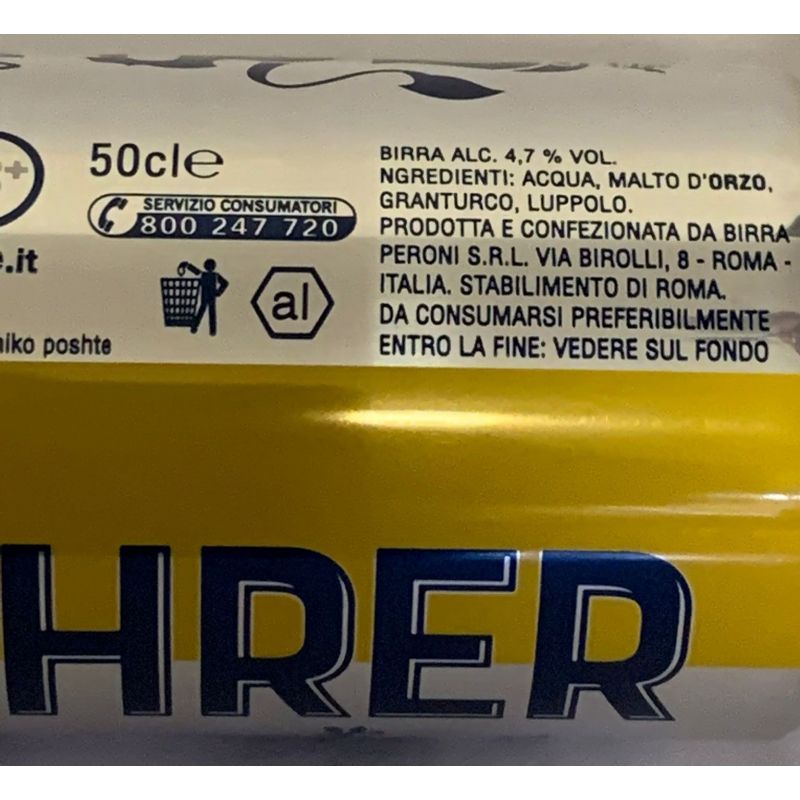 50cl℮
SERVIZIO CONSUMATORI
800 247 720
.it
al
poshte
BIRRA ALC. 4,7 % VOL.
NGREDIENTI: ACQUA, MALTO D'ORZO,
GRANTURCO, LUPPOLO.
PRODOTTA E CONFEZIONATA DA BIRRA
PERONI S.R.L. VIA BIROLLI, 8 - ROMA -
ITALIA. STABILIMENTO DI ROMA.
DA CONSUMARSI PREFERIBILMENTE
ENTRO LA FINE: VEDERE SUL FONDO
HRER